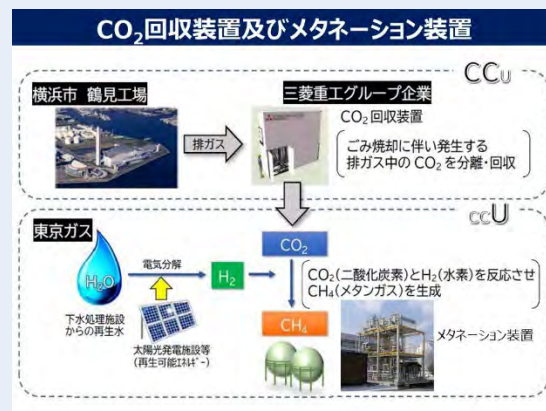 CO₂回収装置及びメタネーション装置
CCU
横浜市 鶴見工場
三菱重工グループ企業
CO₂回収装置
排ガス
ごみ焼却に伴い発生する
排ガス中の CO₂を分離・回収
CCU
東京ガス
電気分解
H₂O
H₂
CO₂
CO₂(二酸化炭素)とH₂(水素)を反応させ
CH₄(メタンガス)を生成
下水処理施設
からの再生水
太陽光発電施設等
(再生可能ｴﾈﾙｷﾞｰ)
CH₄
メタネーション装置